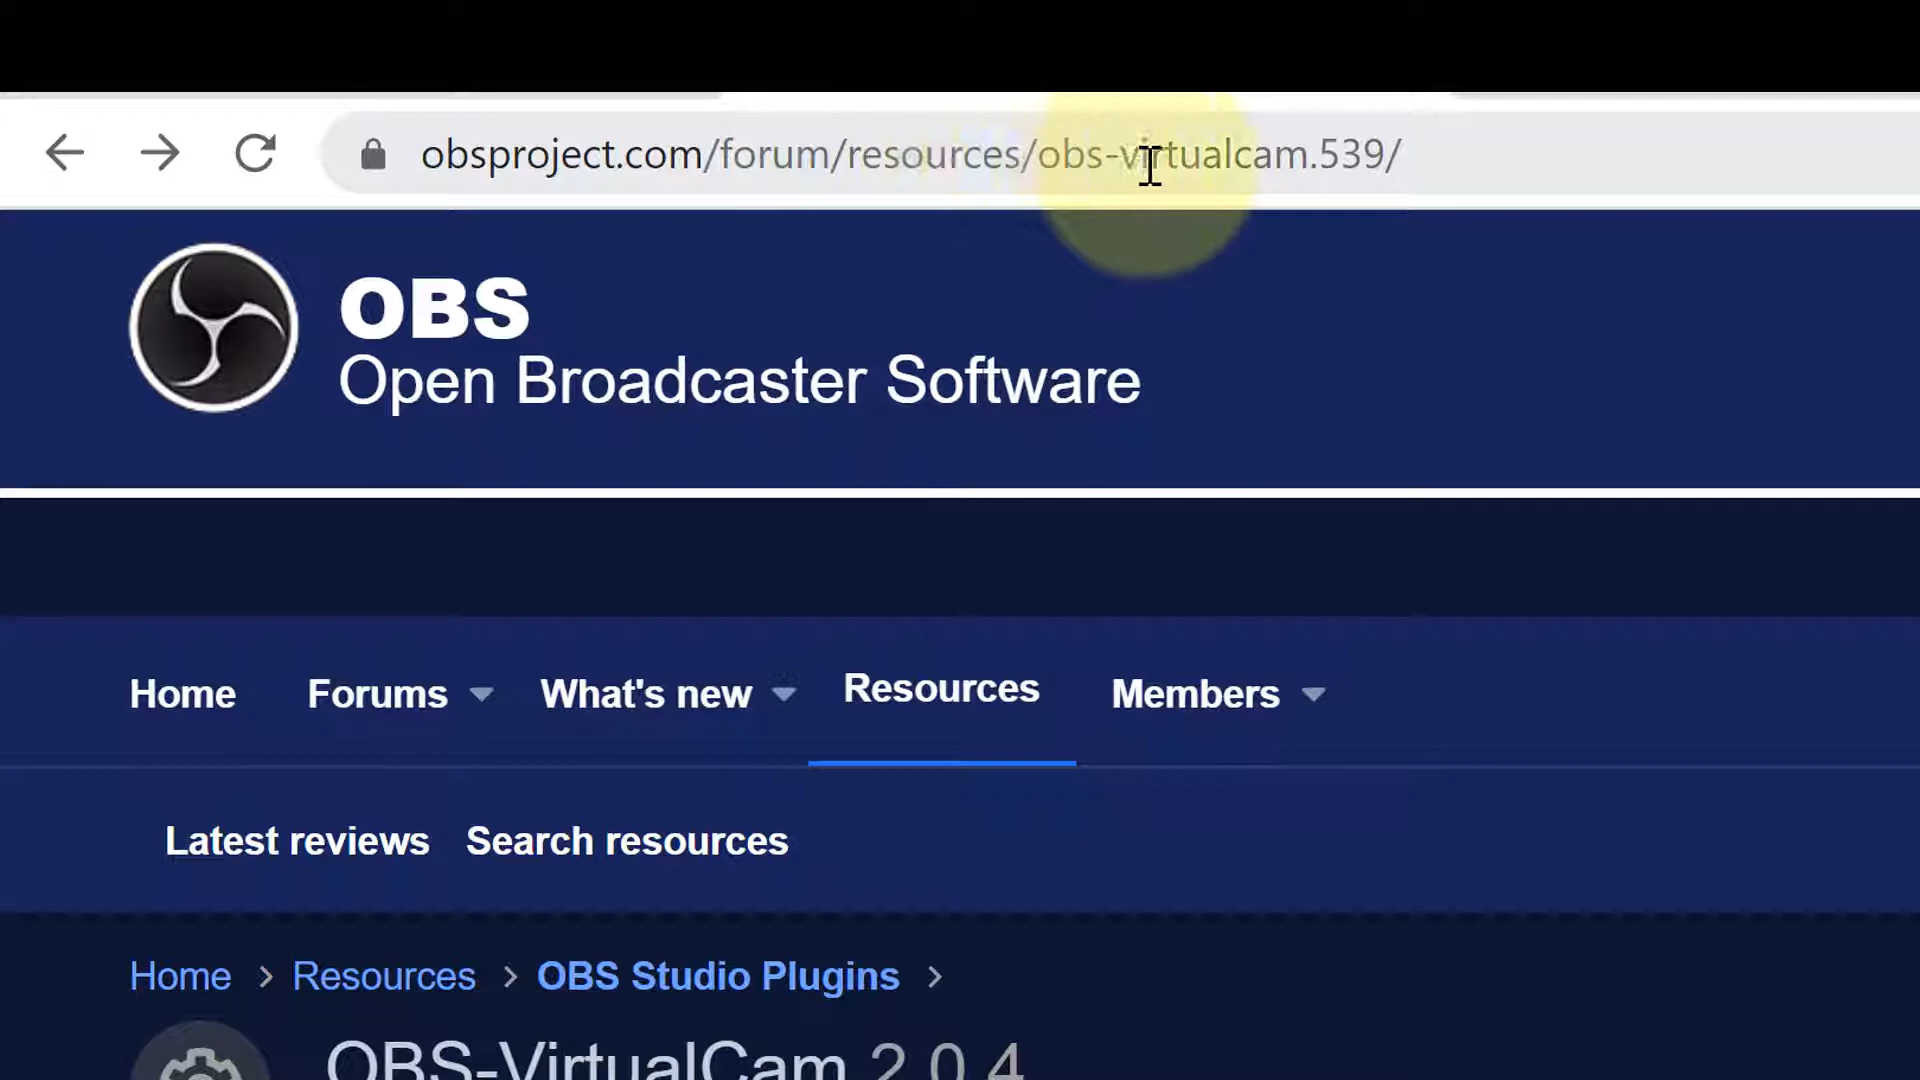 obsproject.com/forum/resources/obs-virtualcam.539/
OBS
Open Broadcaster Software
Home Forums What's new Resources Members
Latest reviews Search resources
Home > Resources > OBS Studio Plugins >
OBS-VirtualCam 2.0.4